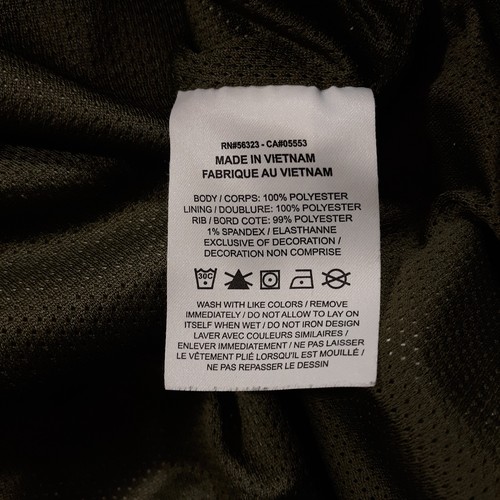 RN#56323 - CA#05553
MADE IN VIETNAM
FABRIQUE AU VIETNAM
BODY / CORPS: 100% POLYESTER
LINING / DOUBLURE: 100% POLYESTER
RIB / BORD COTE: 99% POLYESTER
1% SPANDEX / ELASTHANNE
EXCLUSIVE OF DECORATION /
DECORATION NON COMPRISE
30C
WASH WITH LIKE COLORS / REMOVE
IMMEDIATELY / DO NOT ALLOW TO LAY ON
ITSELF WHEN WET / DO NOT IRON DESIGN
LAVER AVEC COULEURS SIMILAIRES /
ENLEVER IMMEDIATEMENT / NE PAS LAISSER
LE VÊTEMENT PLIÉ LORSQU'IL EST MOUILLÉ /
NE PAS REPASSER LE DESSIN